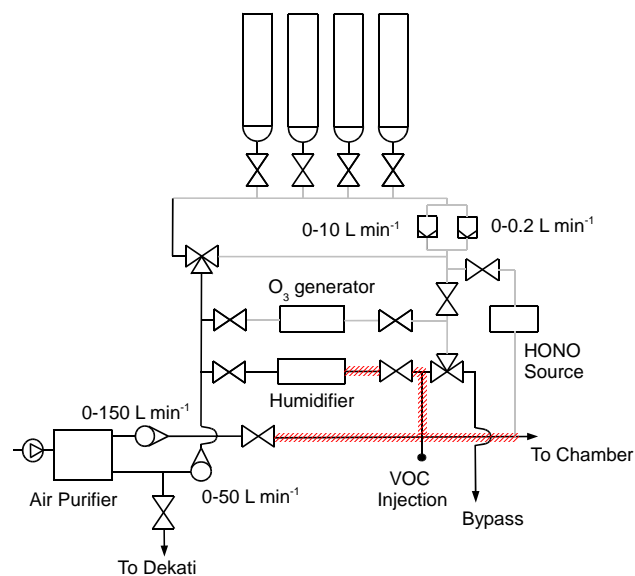 0-10 L min⁻¹
0-0.2 L min⁻¹
O₃ generator
HONO
Source
Humidifier
0-150 L min⁻¹
To Chamber
VOC
Injection
Air Purifier
0-50 L min⁻¹
Bypass
To Dekati